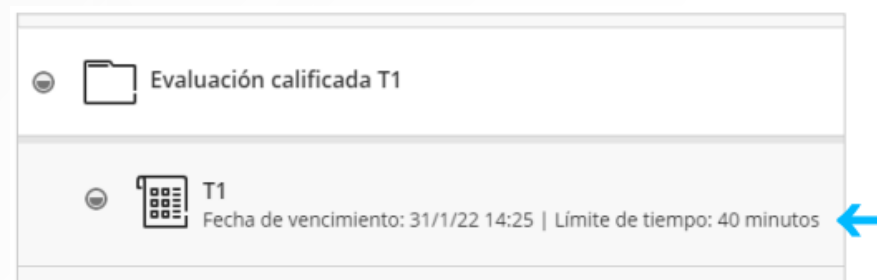 Evaluación calificada T1
T1
Fecha de vencimiento: 31/1/22 14:25 | Límite de tiempo: 40 minutos